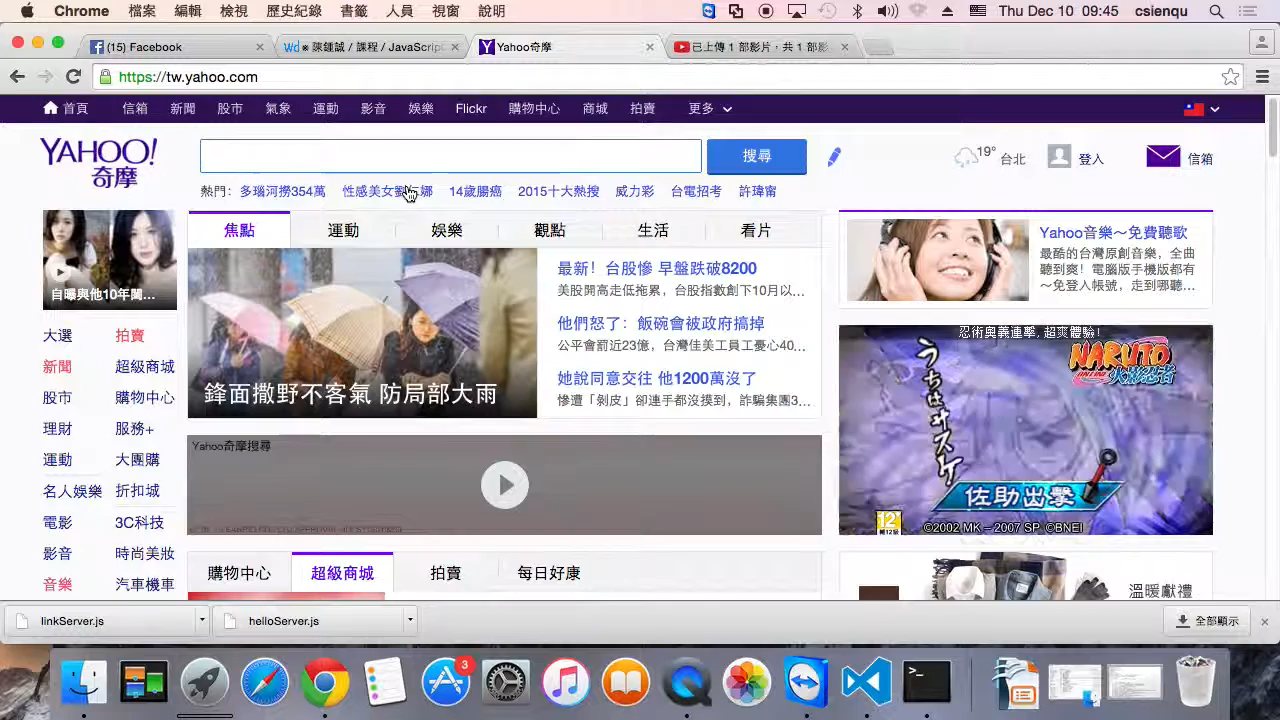 Chrome 檔案 編輯 檢視 歷史紀錄 書籤 人員 視窗 說明 Thu Dec 10 09:45 csienqu
(15) Facebook
※ 陳鍾誠 / 課程 / JavaScript
Yahoo奇摩
已上傳 1 部影片，共 1 部影
https://tw.yahoo.com
首頁 信箱 新聞 股市 氣象 運動 影音 娛樂 Flickr 購物中心 商城 拍賣 更多
YAHOO!
奇摩
搜尋
19° 台北
登入
信箱
熱門： 多瑙河撈354萬 性感美女 娜 14歲腸癌 2015十大熱搜 威力彩 台電招考 許瑋甯
自曝與他10年鬧...
焦點 運動 娛樂 觀點 生活 看片
鋒面撒野不客氣 防局部大雨
最新！台股慘 早盤跌破8200
美股開高走低拖累，台股指數創下10月以...
他們怒了：飯碗會被政府搞掉
公平會罰近23億，台灣佳美工員工憂心40...
她說同意交往 他1200萬沒了
慘遭「剝皮」卻連手都沒摸到，詐騙集團3...
Yahoo音樂～免費聽歌
最酷的台灣原創音樂，全曲
聽到爽！電腦版手機版都有
～免登入帳號，走到哪聽...
大選 拍賣
新聞 超級商城
股市 購物中心
理財 服務+
運動 大團購
名人娛樂 折扣城
電影 3C科技
影音 時尚美妝
音樂 汽車機車
Yahoo奇摩搜尋
忍術奧義連擊, 超爽體驗!
NARUTO
ONLINE 火影忍者
うちはサスケ
佐助出擊
12
©2002 MK – 2007 SP, ©BNEI
購物中心 超級商城 拍賣 每日好康
溫暖獻禮
linkServer.js
helloServer.js
全部顯示
3